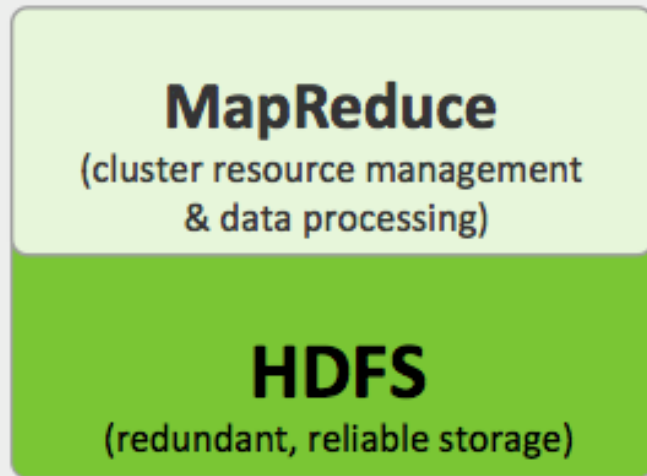 MapReduce
(cluster resource management
& data processing)
HDFS
(redundant, reliable storage)